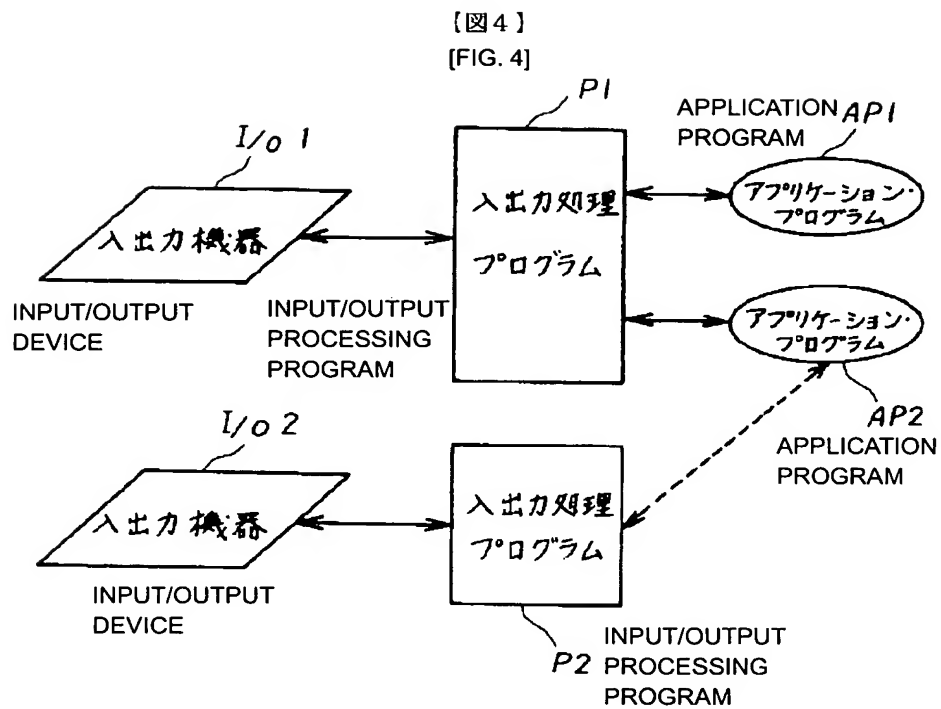 【図4】
[FIG. 4]
P1
APPLICATION
PROGRAM
AP1
I/O 1
入出力機器
入出力処理
プログラム
アプリケーション・
プログラム
INPUT/OUTPUT
DEVICE
INPUT/OUTPUT
PROCESSING
PROGRAM
アプリケーション・
プログラム
I/O 2
AP2
APPLICATION
PROGRAM
入出力機器
入出力処理
プログラム
INPUT/OUTPUT
DEVICE
P2
INPUT/OUTPUT
PROCESSING
PROGRAM